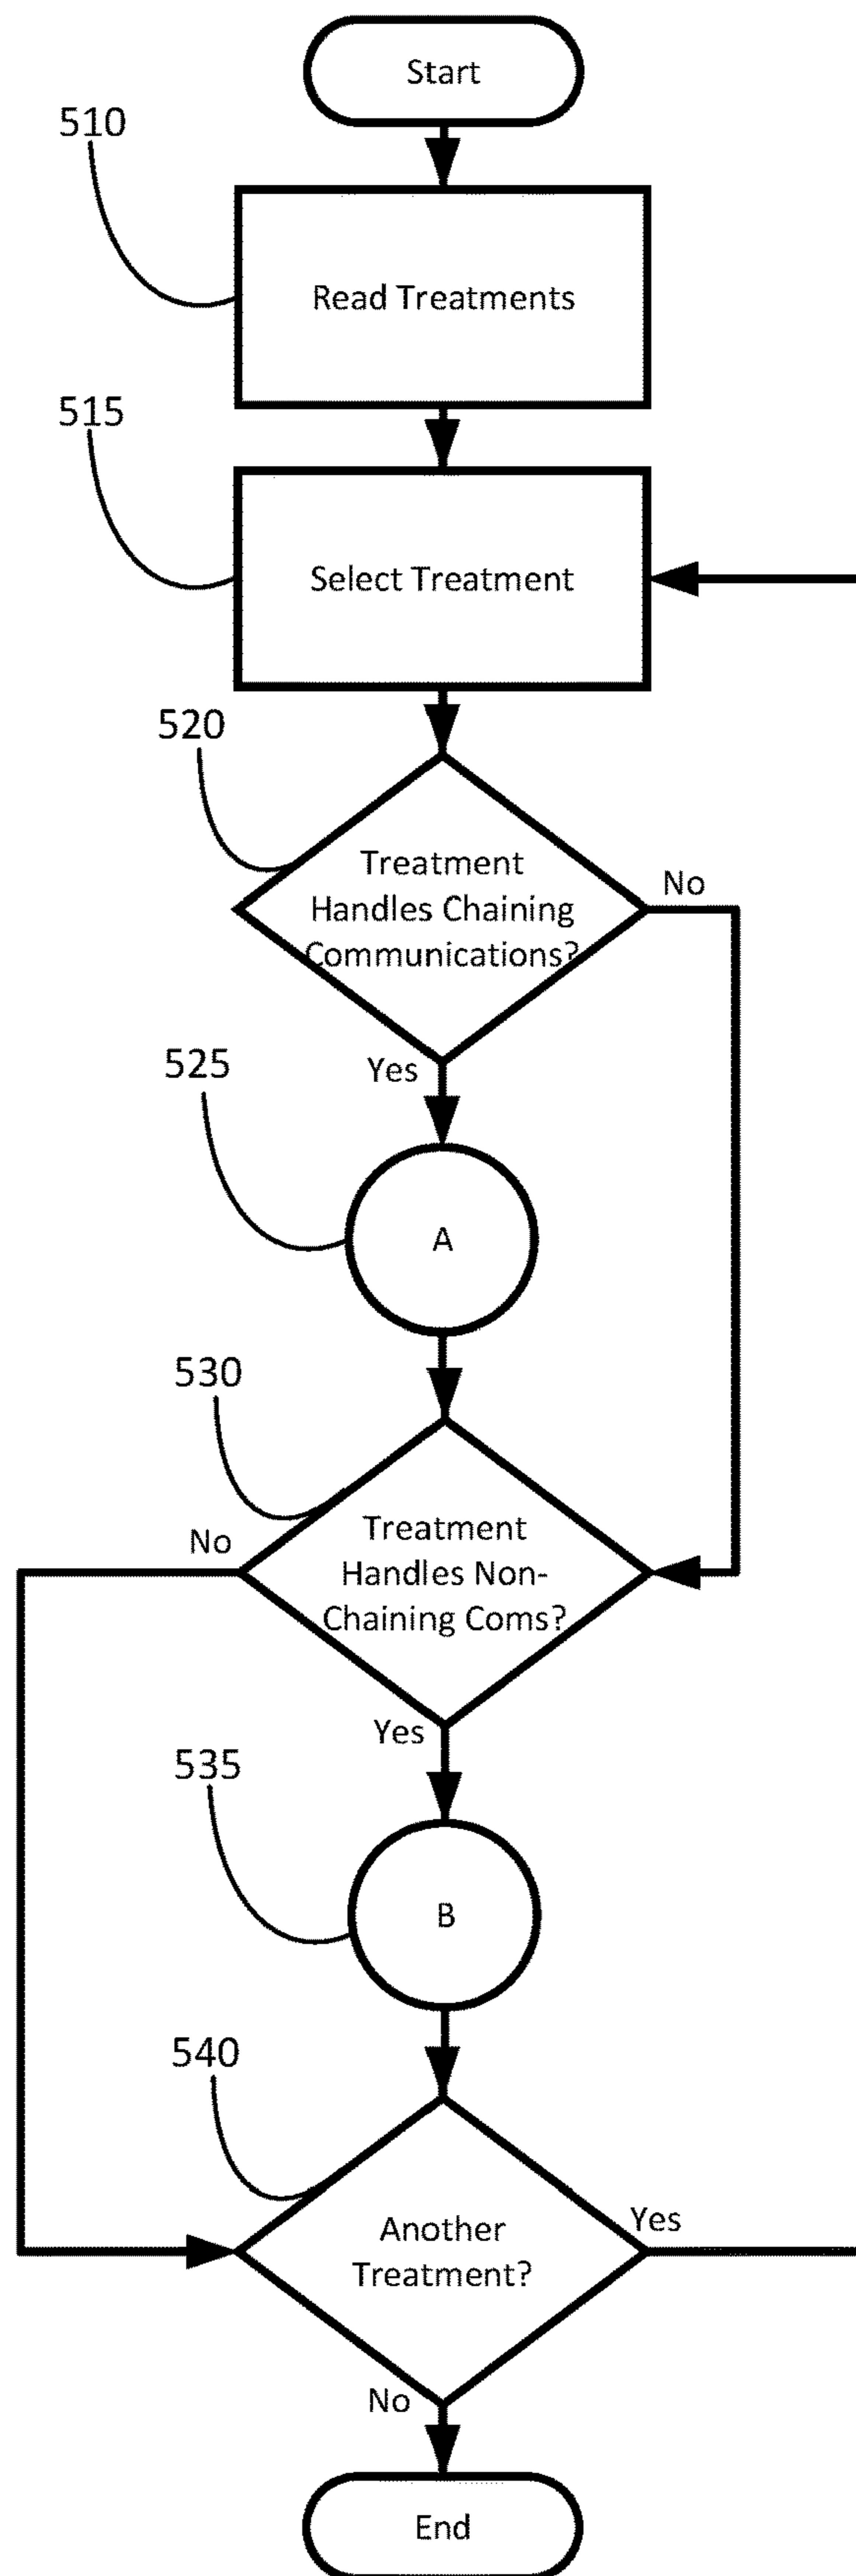 Start
510
Read Treatments
515
Select Treatment
520
Treatment
Handles Chaining
Communications?
No
Yes
525
A
530
Treatment
Handles Non-
Chaining Coms?
No
Yes
535
B
540
Another
Treatment?
Yes
No
End